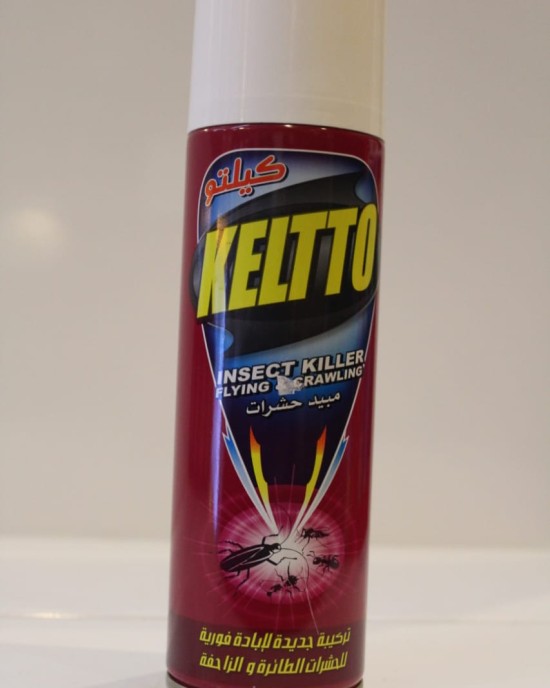 كيلتو
KELTTO
INSECT KILLER
FLYING & CRAWLING
مبيد حشرات
تركيبة جديدة للإبادة فورية
للحشرات الطائرة و الزاحفة